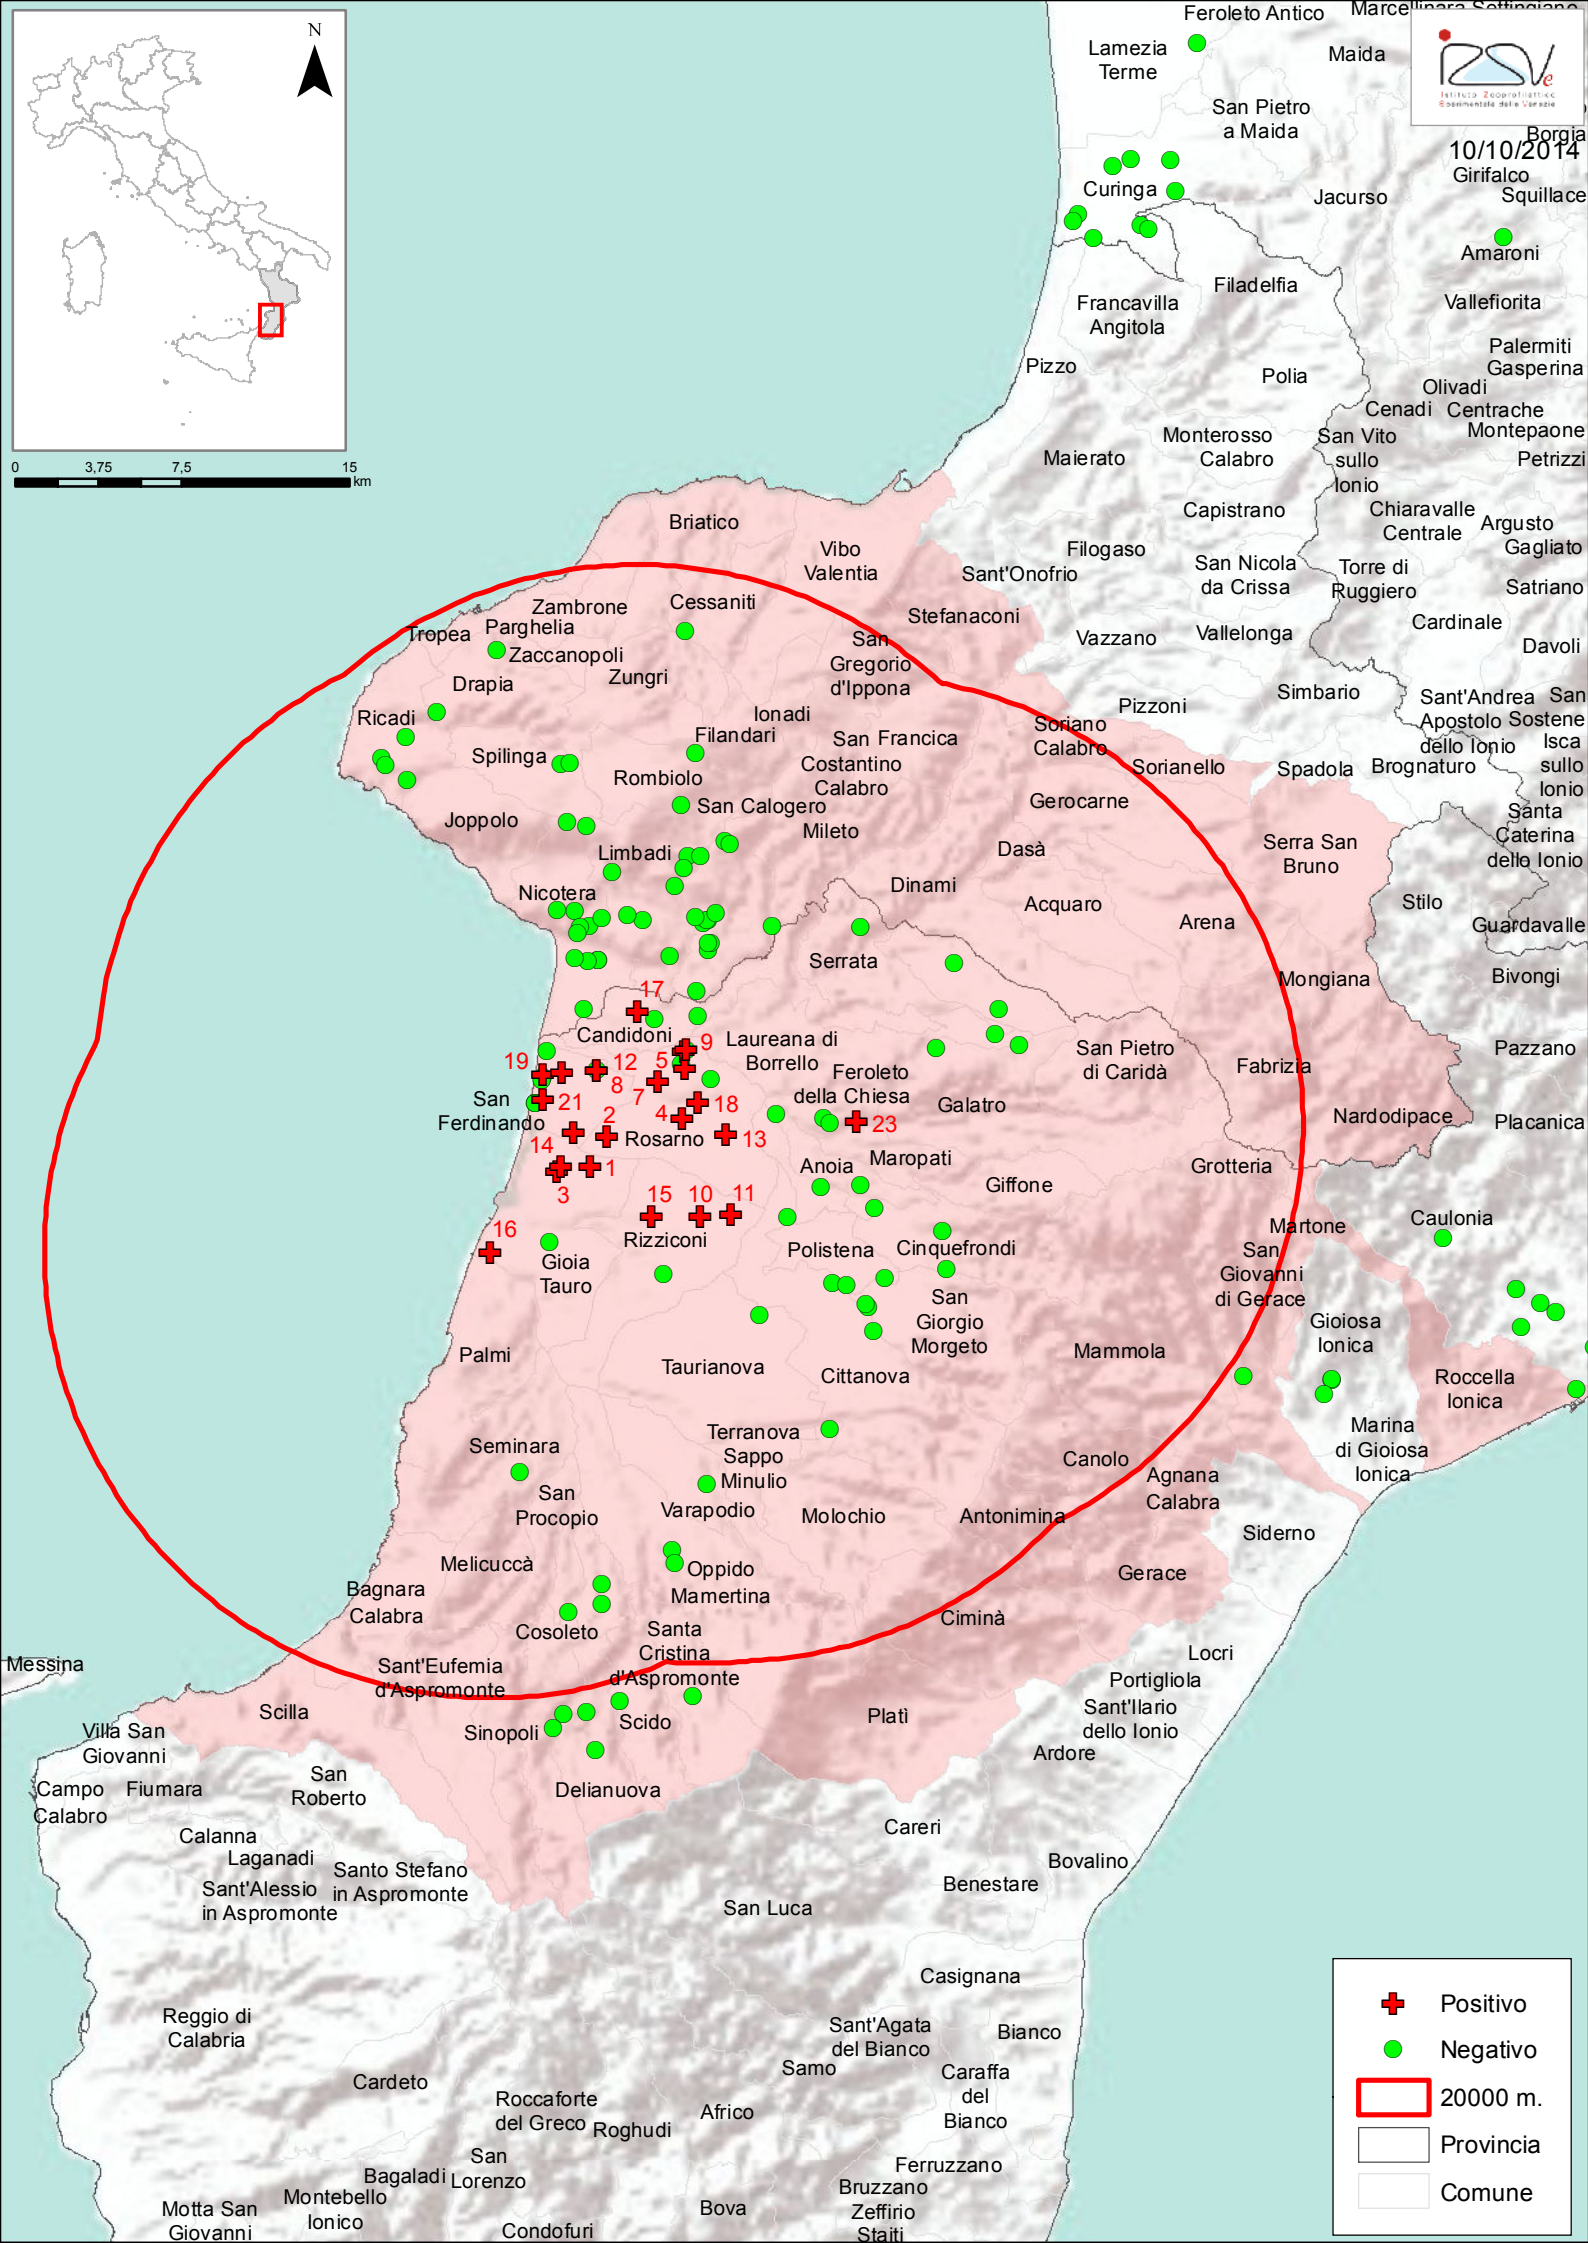 N
0 3,75 7,5 15
km
Feroleto Antico
Marcellinara Settingiano
Lamezia
Terme
Maida
San Pietro
a Maida
Istituto Zooprofilattico
Sperimentale delle Venezie
Borgia
10/10/2014
Girifalco
Squillace
Curinga
Jacurso
Amaroni
Filadelfia
Francavilla
Angitola
Vallefiorita
Palermiti
Gasperina
Pizzo
Polia
Olivadi
Cenadi
Centrache
Montepaone
Monterosso
Calabro
San Vito
sullo
Ionio
Maierato
Petrizzi
Capistrano
Chiaravalle
Centrale
Argusto
Gagliato
Briatico
Vibo
Valentia
Filogaso
Sant'Onofrio
San Nicola
da Crissa
Torre di
Ruggiero
Satriano
Zambrone
Cessaniti
Stefanaconi
Parghelia
Tropea
Zaccanopoli
San
Gregorio
d'Ippona
Vazzano
Vallelonga
Cardinale
Davoli
Drapia
Zungri
Simbario
Pizzoni
Sant'Andrea
Apostolo
dello Ionio
San
Sostene
Isca
sullo
Ionio
Ricadi
Ionadi
Filandari
Soriano
Calabro
San Francica
Costantino
Calabro
Spilinga
Rombiolo
Sorianello
Spadola
Brognaturo
San Calogero
Gerocarne
Joppolo
Mileto
Santa
Caterina
dello Ionio
Limbadi
Dasà
Serra San
Bruno
Nicotera
Dinami
Acquaro
Stilo
Arena
Guardavalle
Serrata
Mongiana
Bivongi
17
Candidoni
9
Laureana di
Borrello
San Pietro
di Caridà
Pazzano
19
12
5
Feroleto
della Chiesa
Fabrizia
8
7
San
Ferdinando
21
18
4
Galatro
Nardodipace
2
23
Placanica
14
Rosarno
13
1
Anoia
Maropati
Grotteria
3
Giffone
15
10
11
16
Rizziconi
Martone
Caulonia
Gioia
Tauro
Polistena
Cinquefrondi
San
Giovanni
di Gerace
San
Giorgio
Morgeto
Gioiosa
Ionica
Palmi
Mammola
Taurianova
Cittanova
Roccella
Ionica
Seminara
Terranova
Sappo
Minulio
Marina
di Gioiosa
Ionica
Canolo
Agnana
Calabra
San
Procopio
Varapodio
Molochio
Antonimina
Siderno
Melicuccà
Oppido
Mamertina
Gerace
Bagnara
Calabra
Ciminà
Cosoleto
Santa
Cristina
d'Aspromonte
Locri
Messina
Sant'Eufemia
d'Aspromonte
Portigliola
Scilla
Sant'Ilario
dello Ionio
Platì
Sinopoli
Scido
Villa San
Giovanni
Ardore
Delianuova
San
Roberto
Campo
Calabro
Fiumara
Careri
Calanna
Laganadi
Bovalino
Santo Stefano
in Aspromonte
Sant'Alessio
in Aspromonte
Benestare
San Luca
Casignana
Reggio di
Calabria
Sant'Agata
del Bianco
Bianco
Samo
Cardeto
Caraffa
del
Bianco
Roccaforte
del Greco
Africo
Roghudi
San
Lorenzo
Bagaladi
Ferruzzano
Montebello
Ionico
Bruzzano
Zeffirio
Motta San
Giovanni
Bova
Condofuri
Staiti
Positivo
Negativo
20000 m.
Provincia
Comune